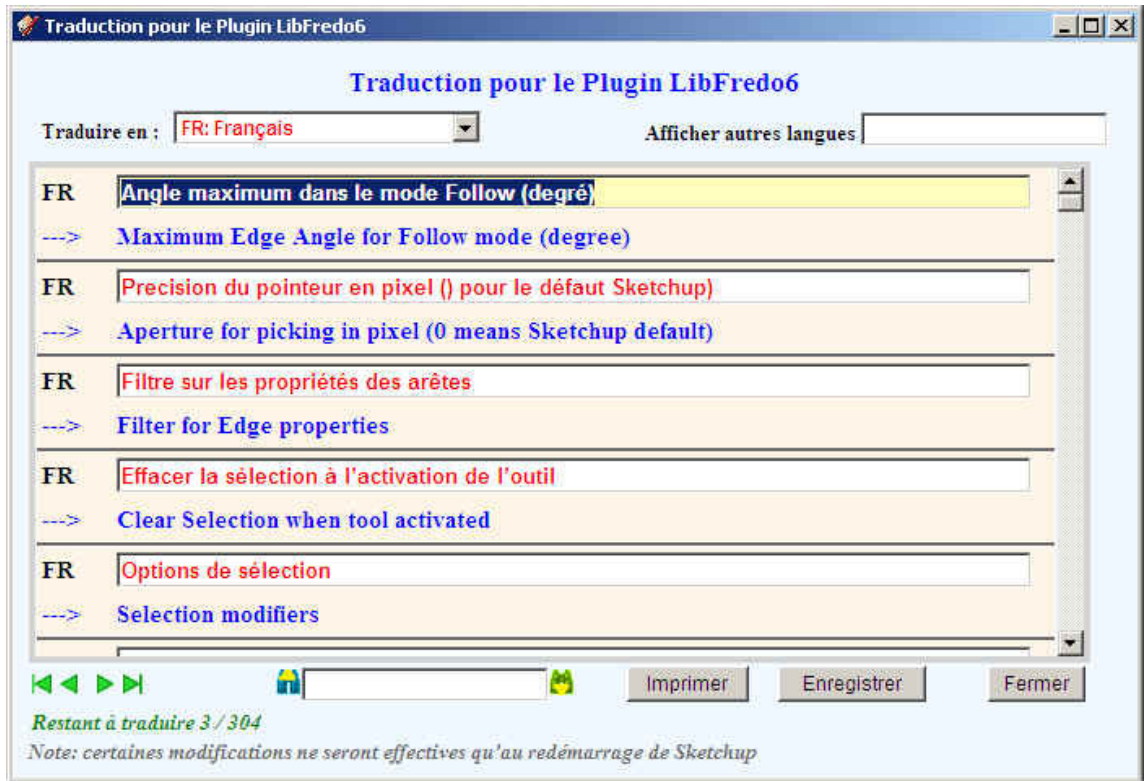 Traduction pour le Plugin LibFredo6
Traduction pour le Plugin LibFredo6
Traduire en : FR: Français Afficher autres langues
FR Angle maximum dans le mode Follow (degré)
---> Maximum Edge Angle for Follow mode (degree)
FR Precision du pointeur en pixel () pour le défaut Sketchup)
---> Aperture for picking in pixel (0 means Sketchup default)
FR Filtre sur les propriétés des arêtes
---> Filter for Edge properties
FR Effacer la sélection à l'activation de l'outil
---> Clear Selection when tool activated
FR Options de sélection
---> Selection modifiers
Imprimer Enregistrer Fermer
Restant à traduire 3 / 304
Note: certaines modifications ne seront effectives qu'au redémarrage de Sketchup